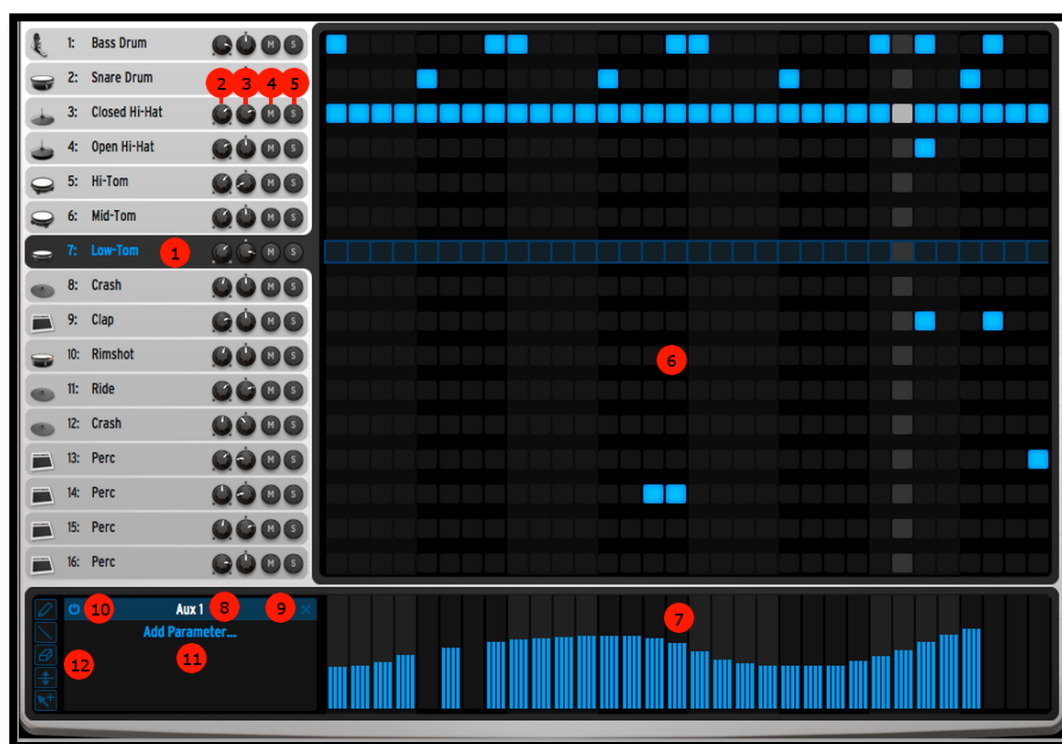 1: Bass Drum M S
2: Snare Drum 2 3 4 5
3: Closed Hi-Hat M S
4: Open Hi-Hat M S
5: Hi-Tom M S
6: Mid-Tom M S
7: Low-Tom 1 M S
8: Crash M S
9: Clap M S
10: Rimshot M S 6
11: Ride M S
12: Crash M S
13: Perc M S
14: Perc M S
15: Perc M S
16: Perc M S
10 Aux 1 8 9 7
Add Parameter...
12 11